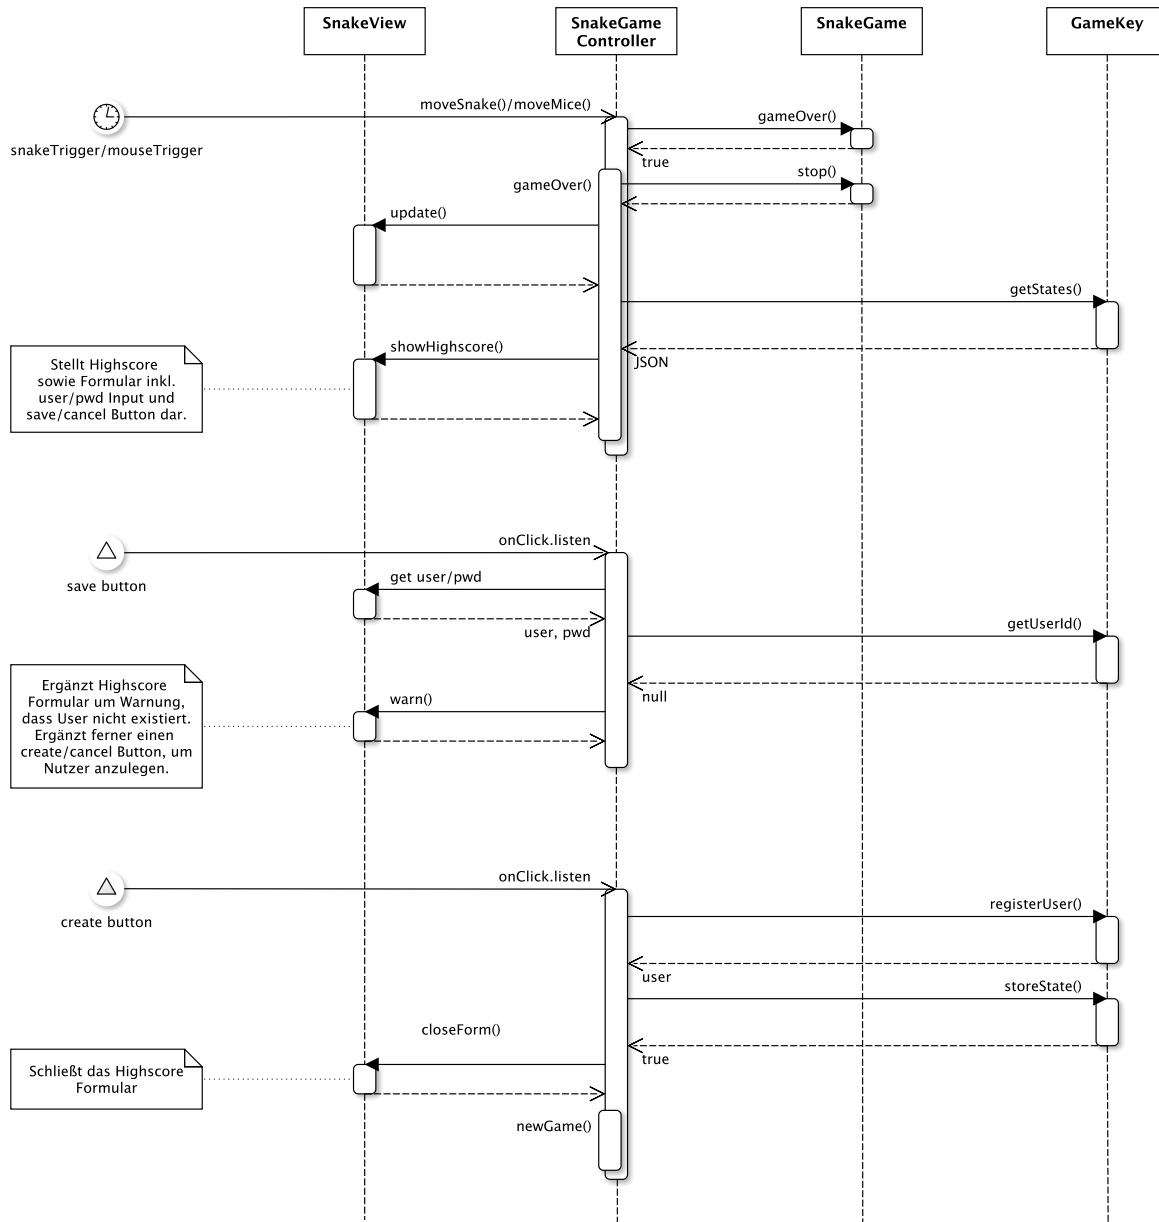 SnakeView
SnakeGame
Controller
SnakeGame
GameKey
moveSnake()/moveMice()
gameOver()
snakeTrigger/mouseTrigger
true
stop()
gameOver()
update()
getStates()
showHighscore()
JSON
Stellt Highscore
sowie Formular inkl.
user/pwd Input und
save/cancel Button dar.
onClick.listen
save button
get user/pwd
user, pwd
getUserId()
null
Ergänzt Highscore
Formular um Warnung,
dass User nicht existiert.
Ergänzt ferner einen
create/cancel Button, um
Nutzer anzulegen.
warn()
onClick.listen
create button
registerUser()
user
storeState()
closeForm()
true
Schließt das Highscore
Formular
newGame()